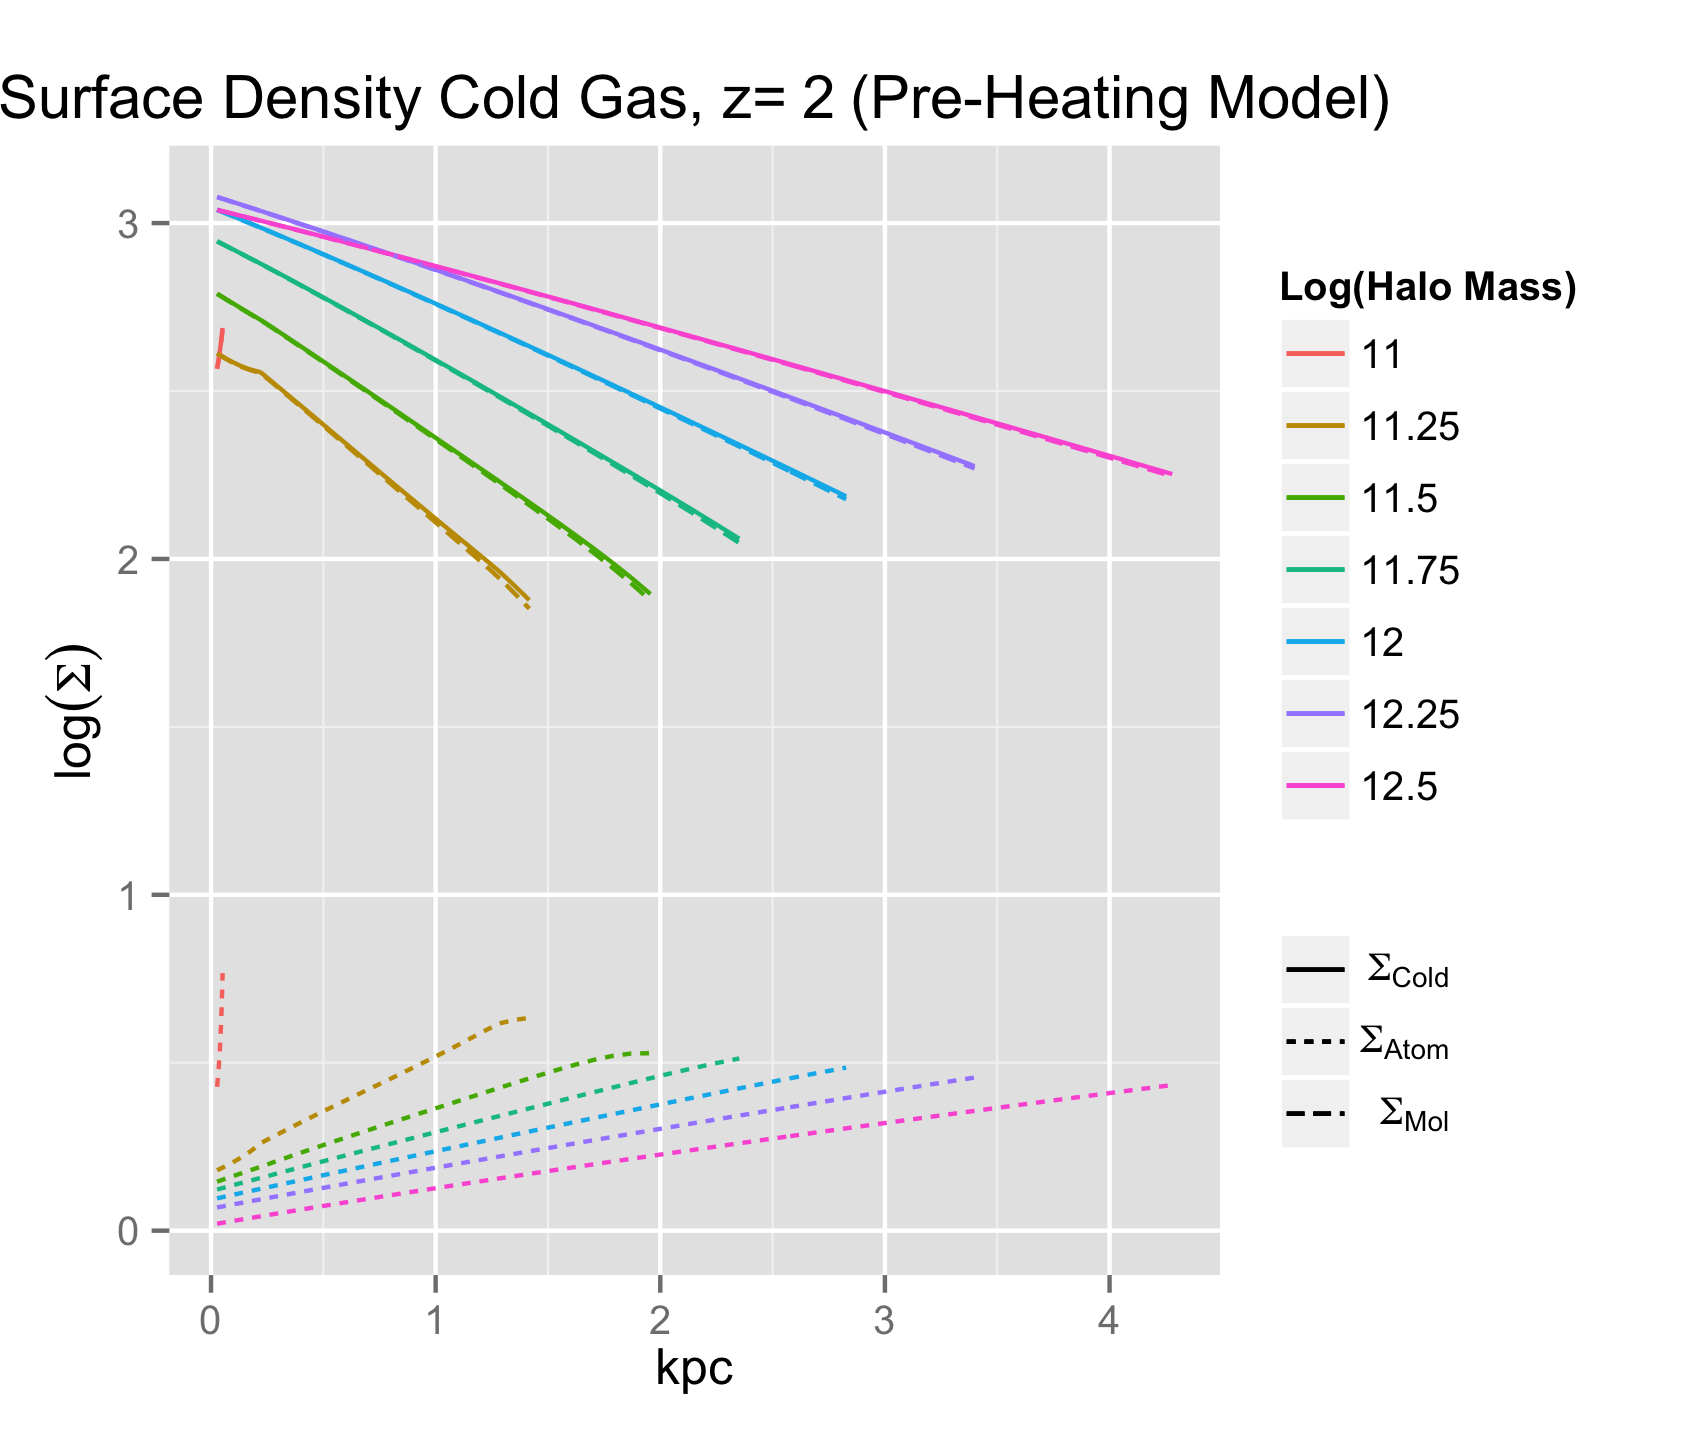 Surface Density Cold Gas, z= 2 (Pre-Heating Model)
3
2
1
0
log(Σ)
0 1 2 3 4
kpc
Log(Halo Mass)
11
11.25
11.5
11.75
12
12.25
12.5
ΣCold
ΣAtom
ΣMol